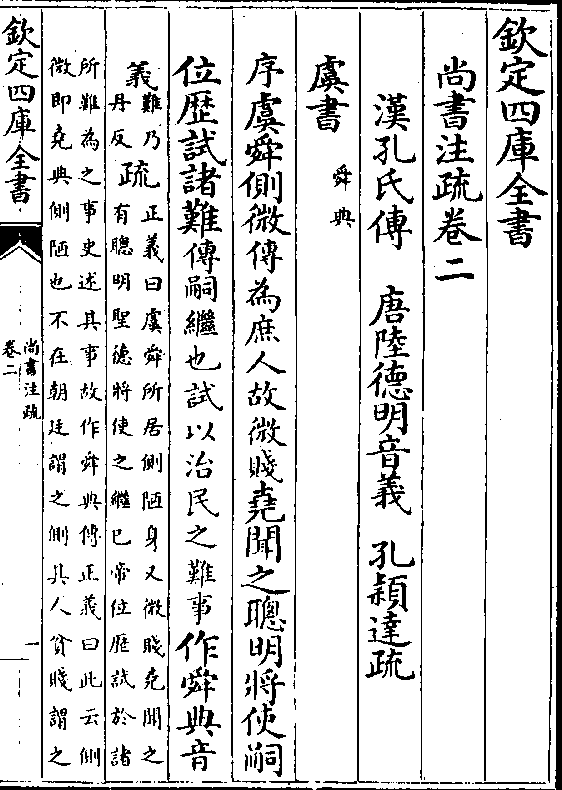 欽定四庫全書
尚書注疏卷二
漢孔氏傳　唐陸德明音義　孔穎達疏
虞書
舜典
序虞舜側微傳為庶人故微賤堯聞之聰明將使嗣
位歴試諸難傳嗣繼也試以治民之難事作舜典音
義難乃丹反疏正義曰虞舜所居側陋身又微賤堯聞之
有聰明聖德將使之繼已帝位歴試於諸
所難為之事史述其事故作舜典傳正義曰此云側
微即堯典側陋也不在朝廷謂之側其人貧賤謂之
欽定四庫全書
尚書注疏
卷二
一